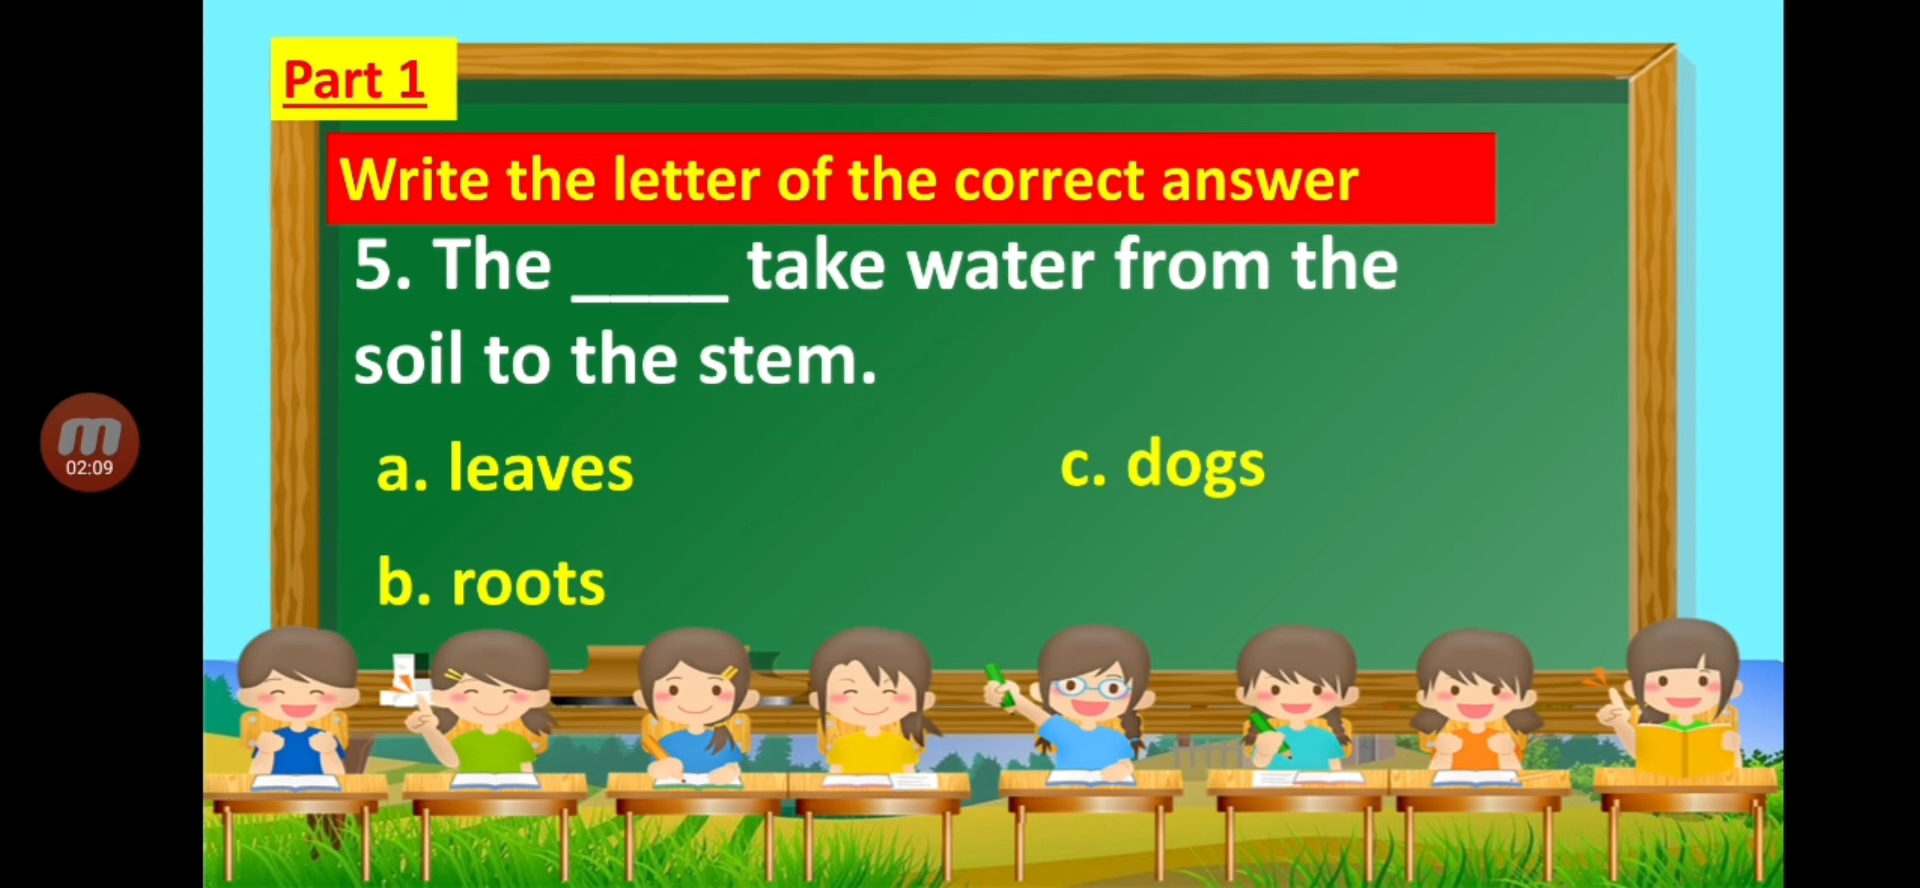 Part 1
Write the letter of the correct answer
5. The ____ take water from the
soil to the stem.
a. leaves
c. dogs
b. roots
m
02:09